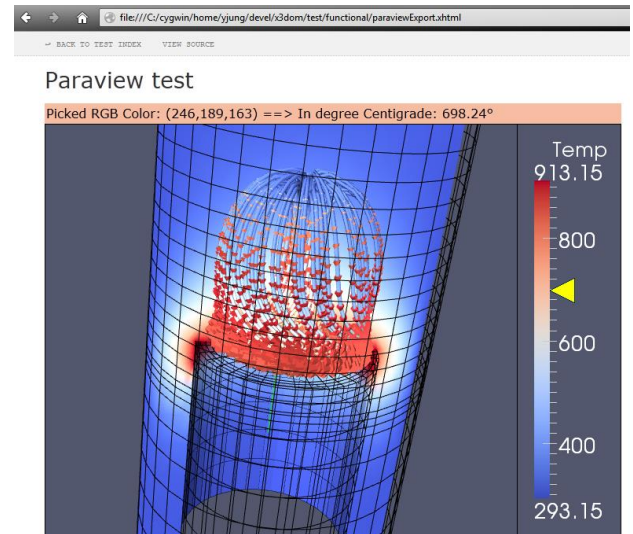 file:///C:/cygwin/home/yjung/devel/x3dom/test/functional/paraviewExport.xhtml
BACK TO TEST INDEX VIEW SOURCE
Paraview test
Picked RGB Color: (246,189,163) ==> In degree Centigrade: 698.24°
Temp
913.15
800
600
400
293.15